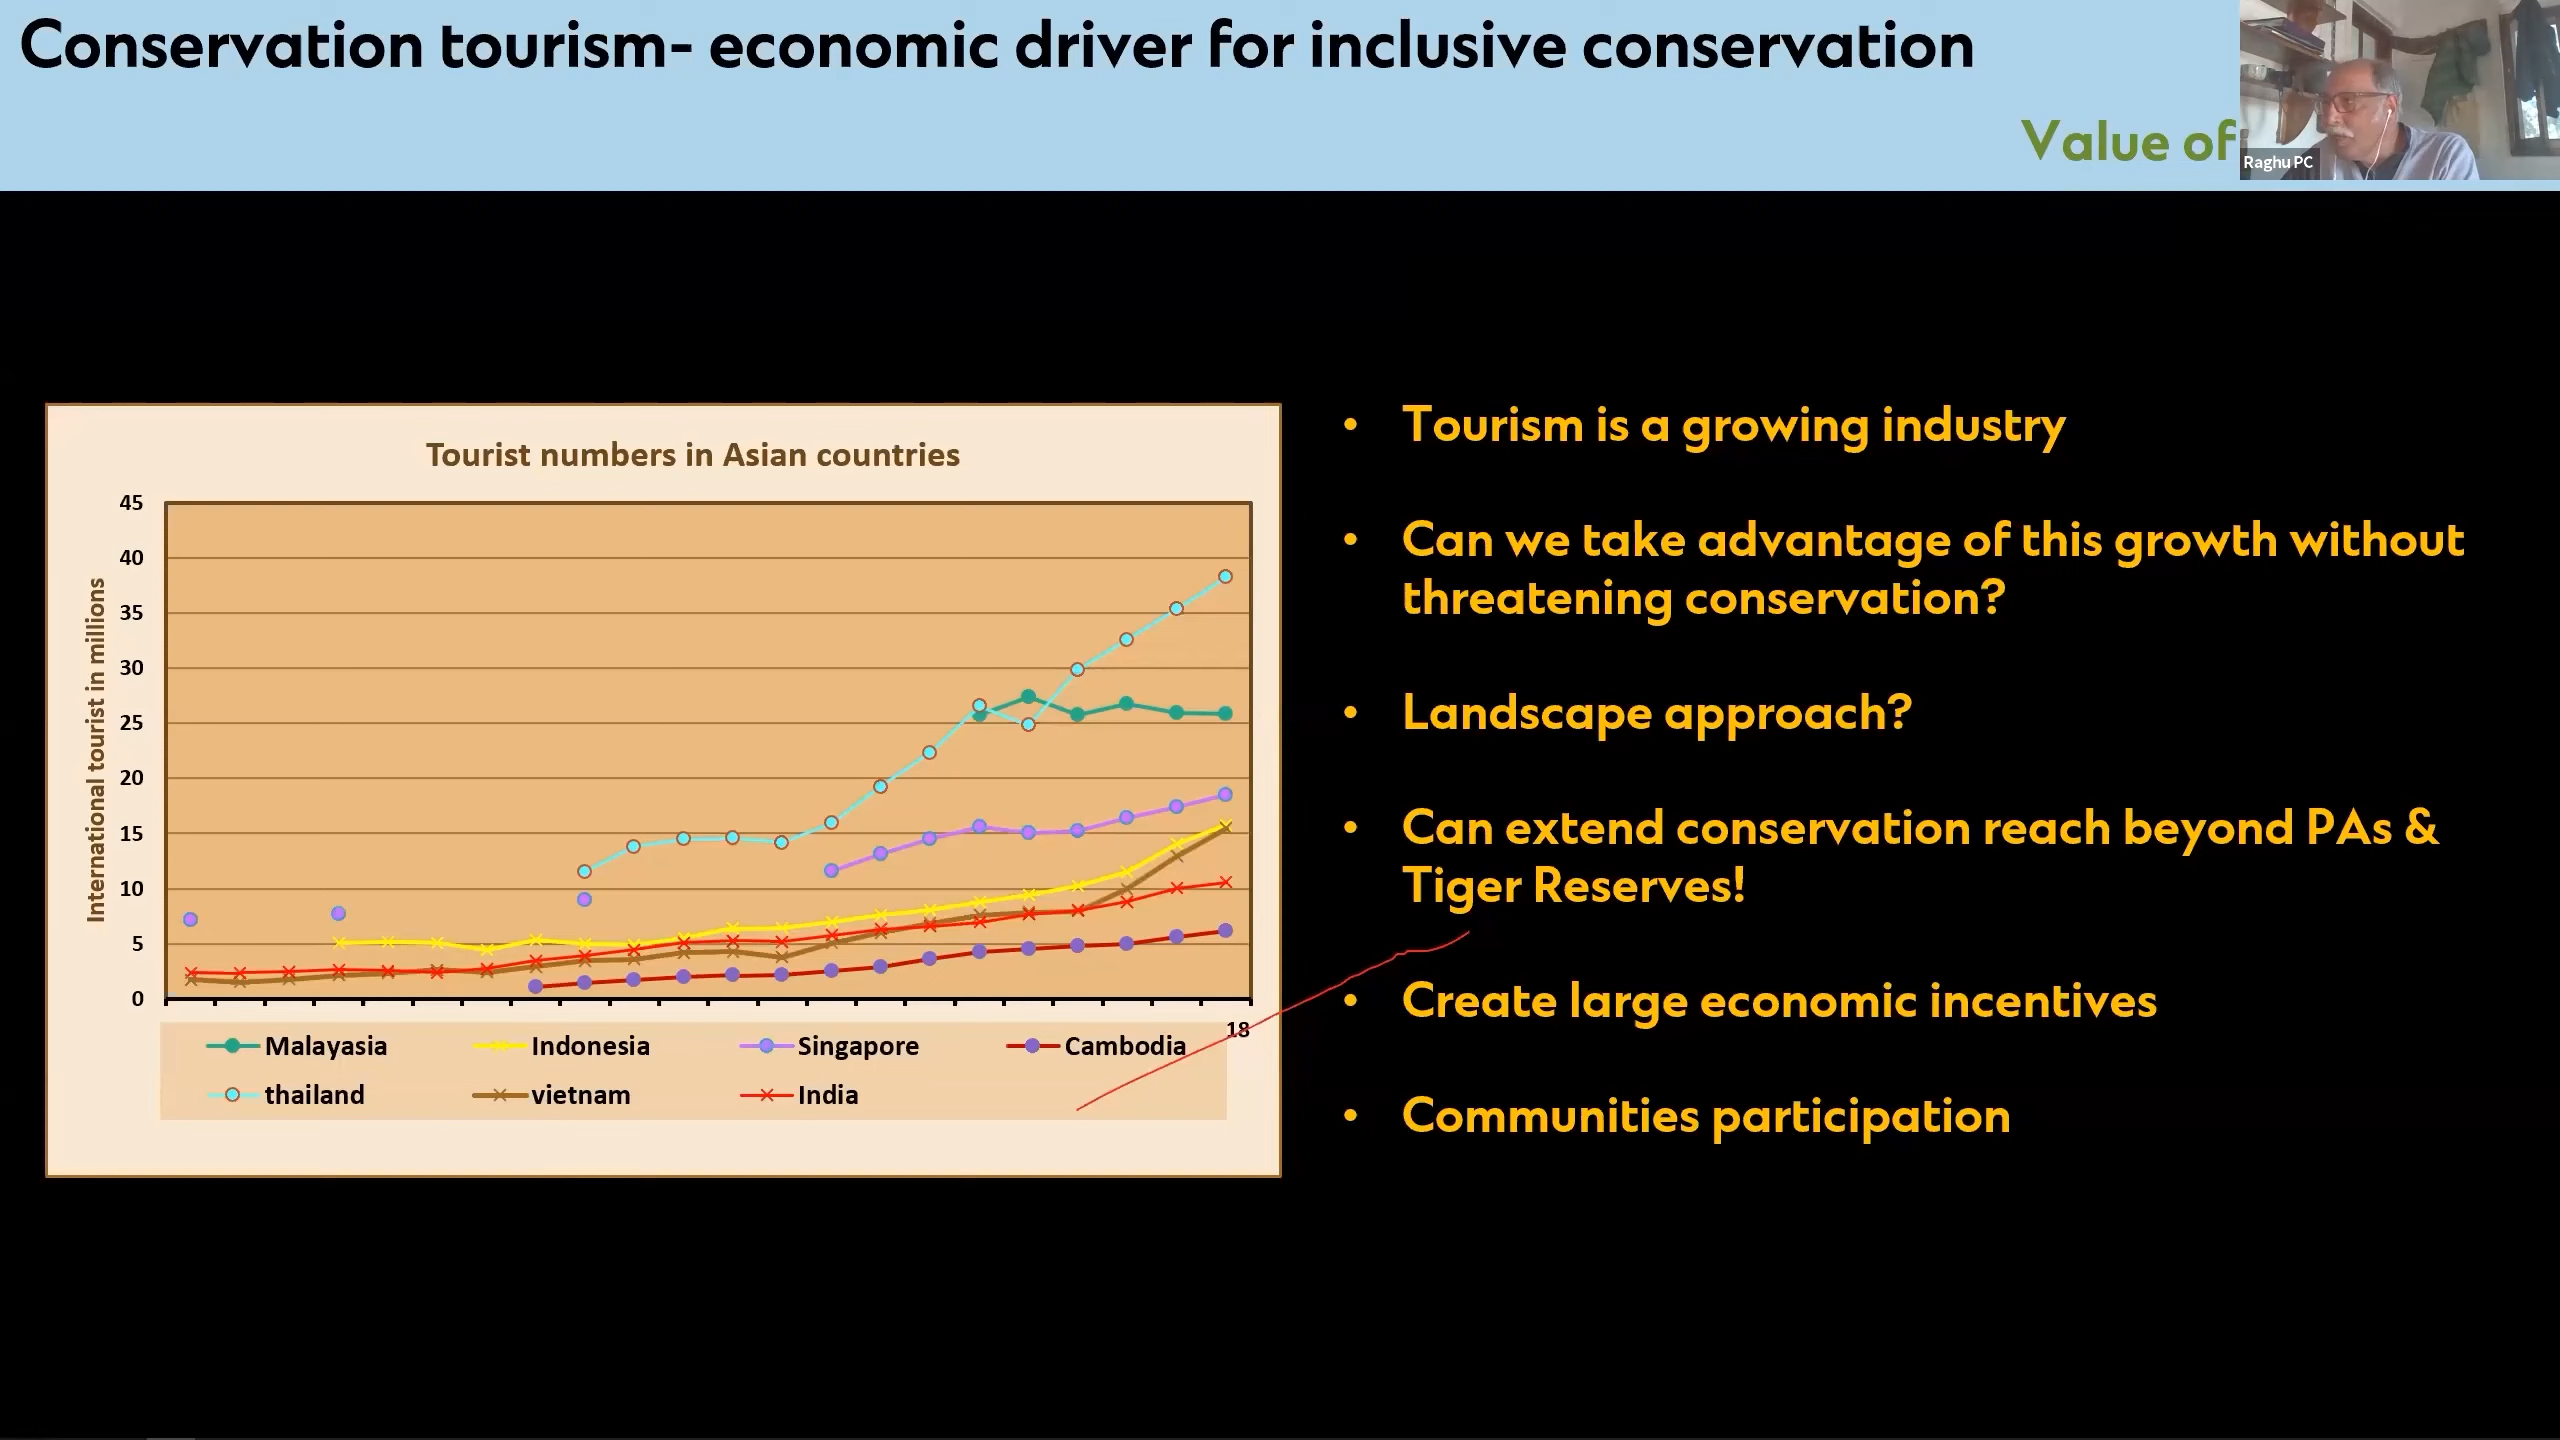 Conservation tourism- economic driver for inclusive conservation
Value of
Raghu PC
Tourist numbers in Asian countries
International tourist in millions
45
40
35
30
25
20
15
10
5
0
18
Malayasia Indonesia Singapore Cambodia
thailand vietnam India
• Tourism is a growing industry
• Can we take advantage of this growth without
threatening conservation?
• Landscape approach?
• Can extend conservation reach beyond PAs &
Tiger Reserves!
• Create large economic incentives
• Communities participation